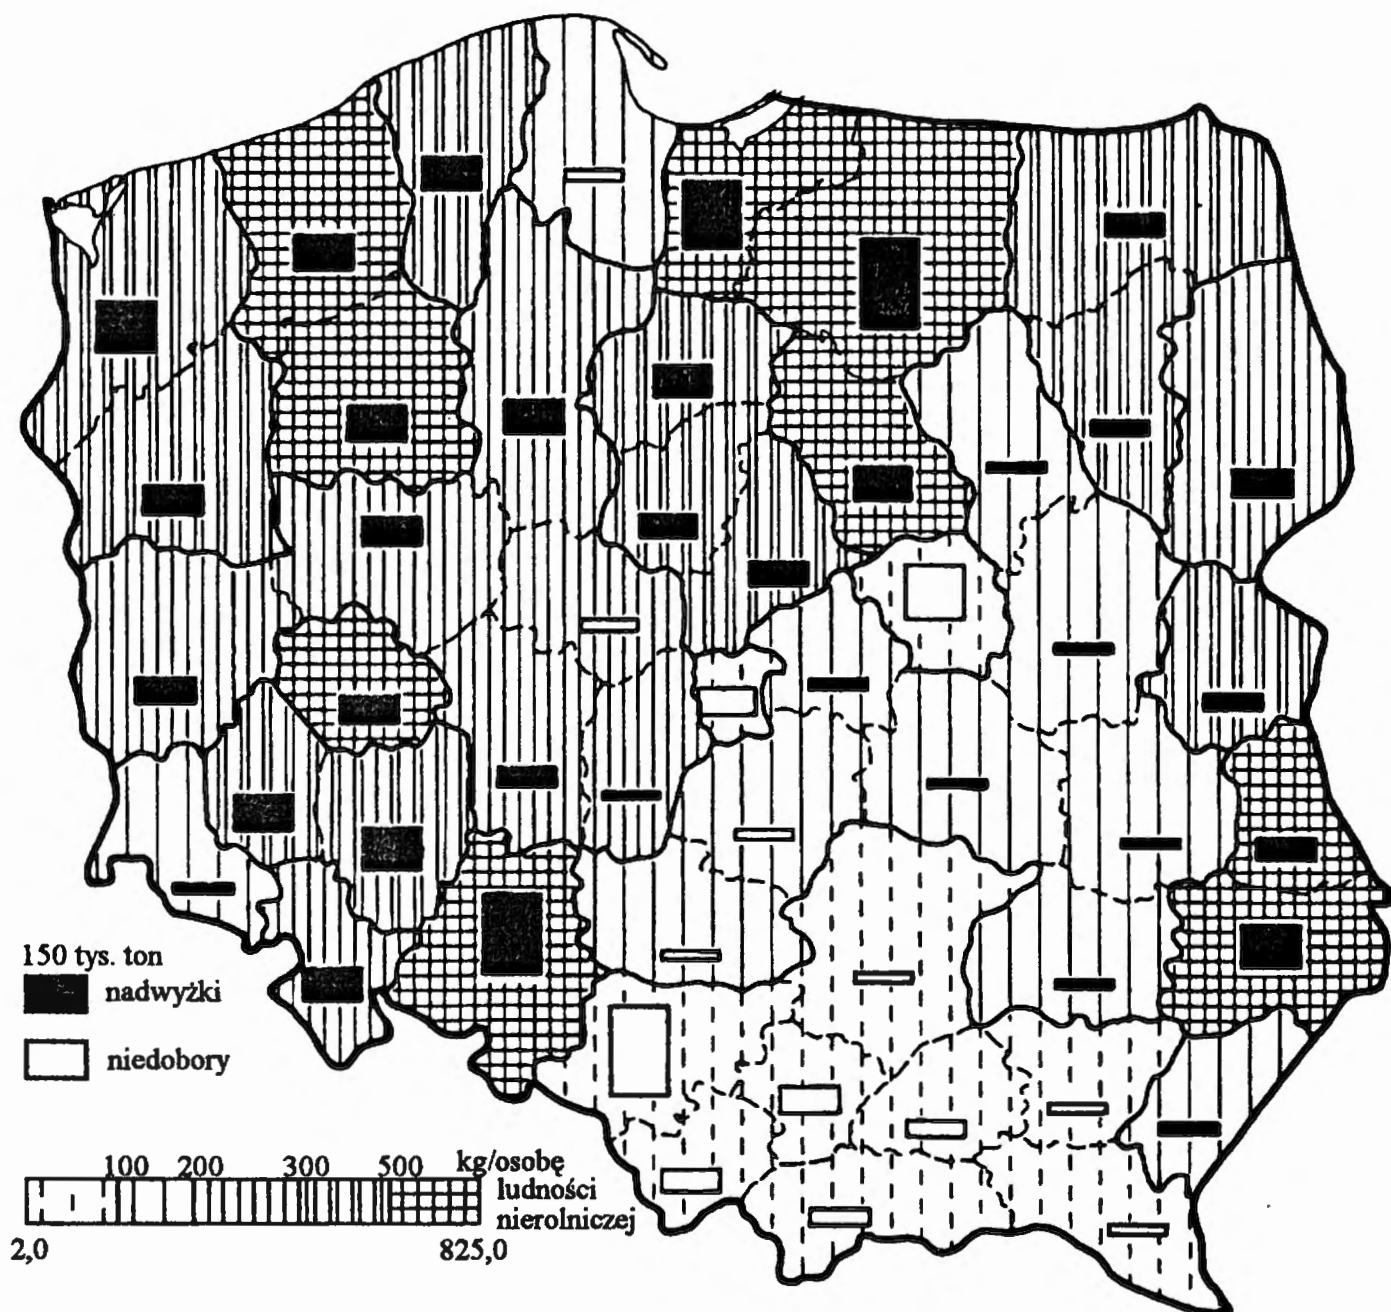 150 tys. ton
nadwyżki
niedobory
100 200 300 500 kg/osobę
ludności
nierolniczej
2,0 825,0